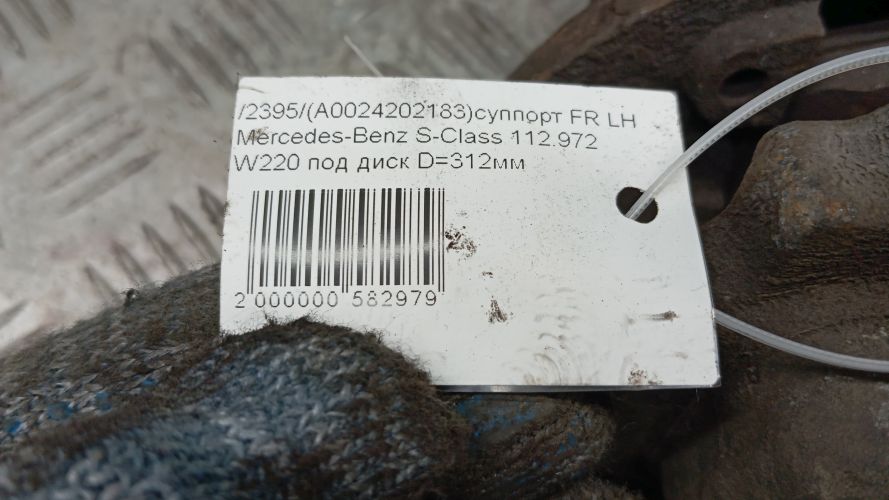 /2395/(A0024202183)суппорт FR LH
Mercedes-Benz S-Class 112.972
W220 под диск D=312мм
2 000000 582979